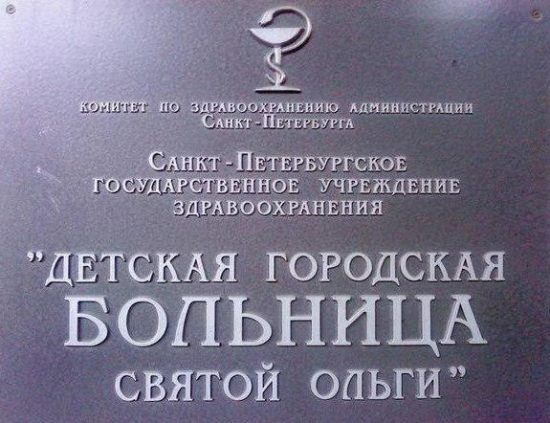 КОМИТЕТ ПО ЗДРАВООХРАНЕНИЮ АДМИНИСТРАЦИИ
САНКТ-ПЕТЕРБУРГА
САНКТ-ПЕТЕРБУРГСКОЕ
ГОСУДАРСТВЕННОЕ УЧРЕЖДЕНИЕ
ЗДРАВООХРАНЕНИЯ
"ДЕТСКАЯ ГОРОДСКАЯ
БОЛЬНИЦА
СВЯТОЙ ОЛЬГИ"